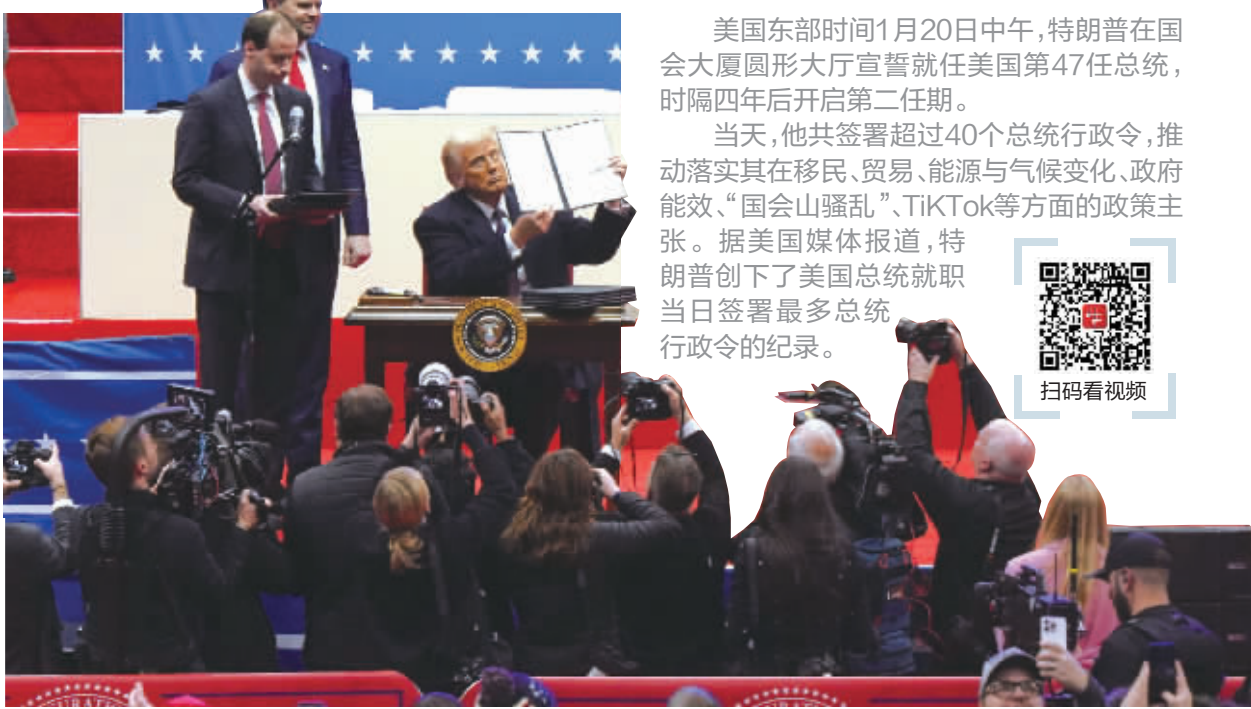 美国东部时间1月20日中午，特朗普在国
会大厦圆形大厅宣誓就任美国第47任总统，
时隔四年后开启第二任期。
当天，他共签署超过40个总统行政令，推
动落实其在移民、贸易、能源与气候变化、政府
能效、“国会山骚乱”、TiKTok等方面的政策主
张。据美国媒体报道，特
朗普创下了美国总统就职
当日签署最多总统
行政令的纪录。
扫码看视频